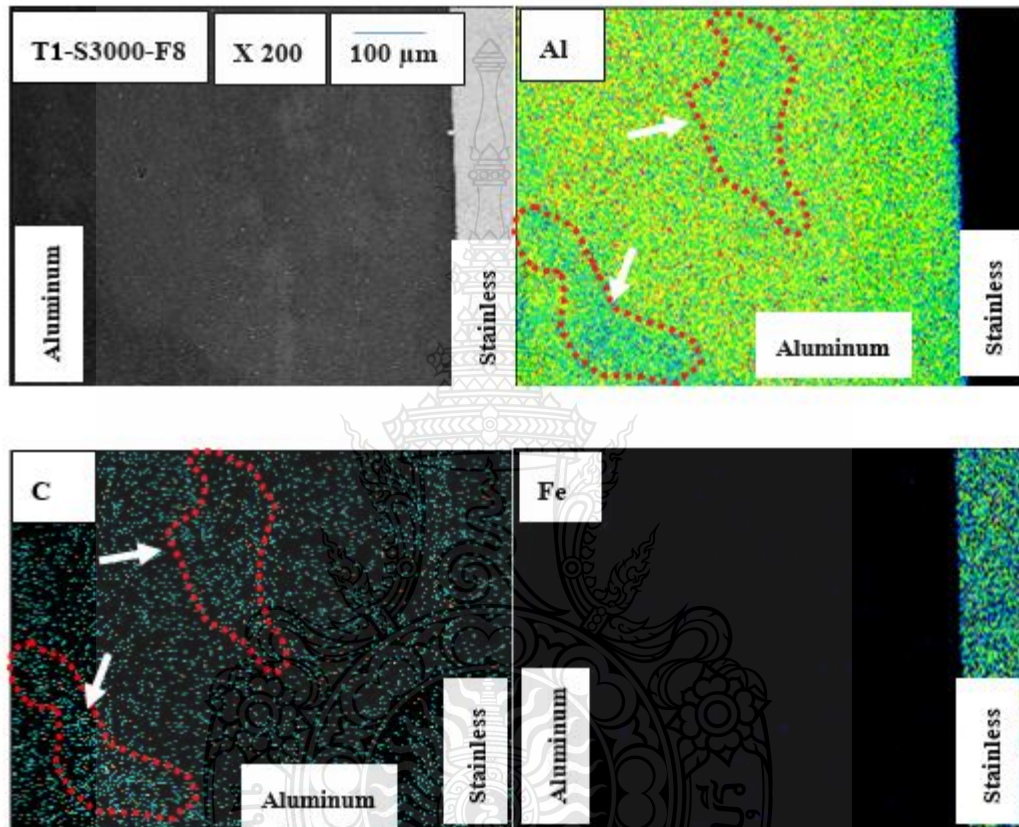 T1-S3000-F8
X 200
100 µm
Aluminum
Stainless
Al
Aluminum
Stainless
C
Aluminum
Stainless
Fe
Aluminum
Stainless